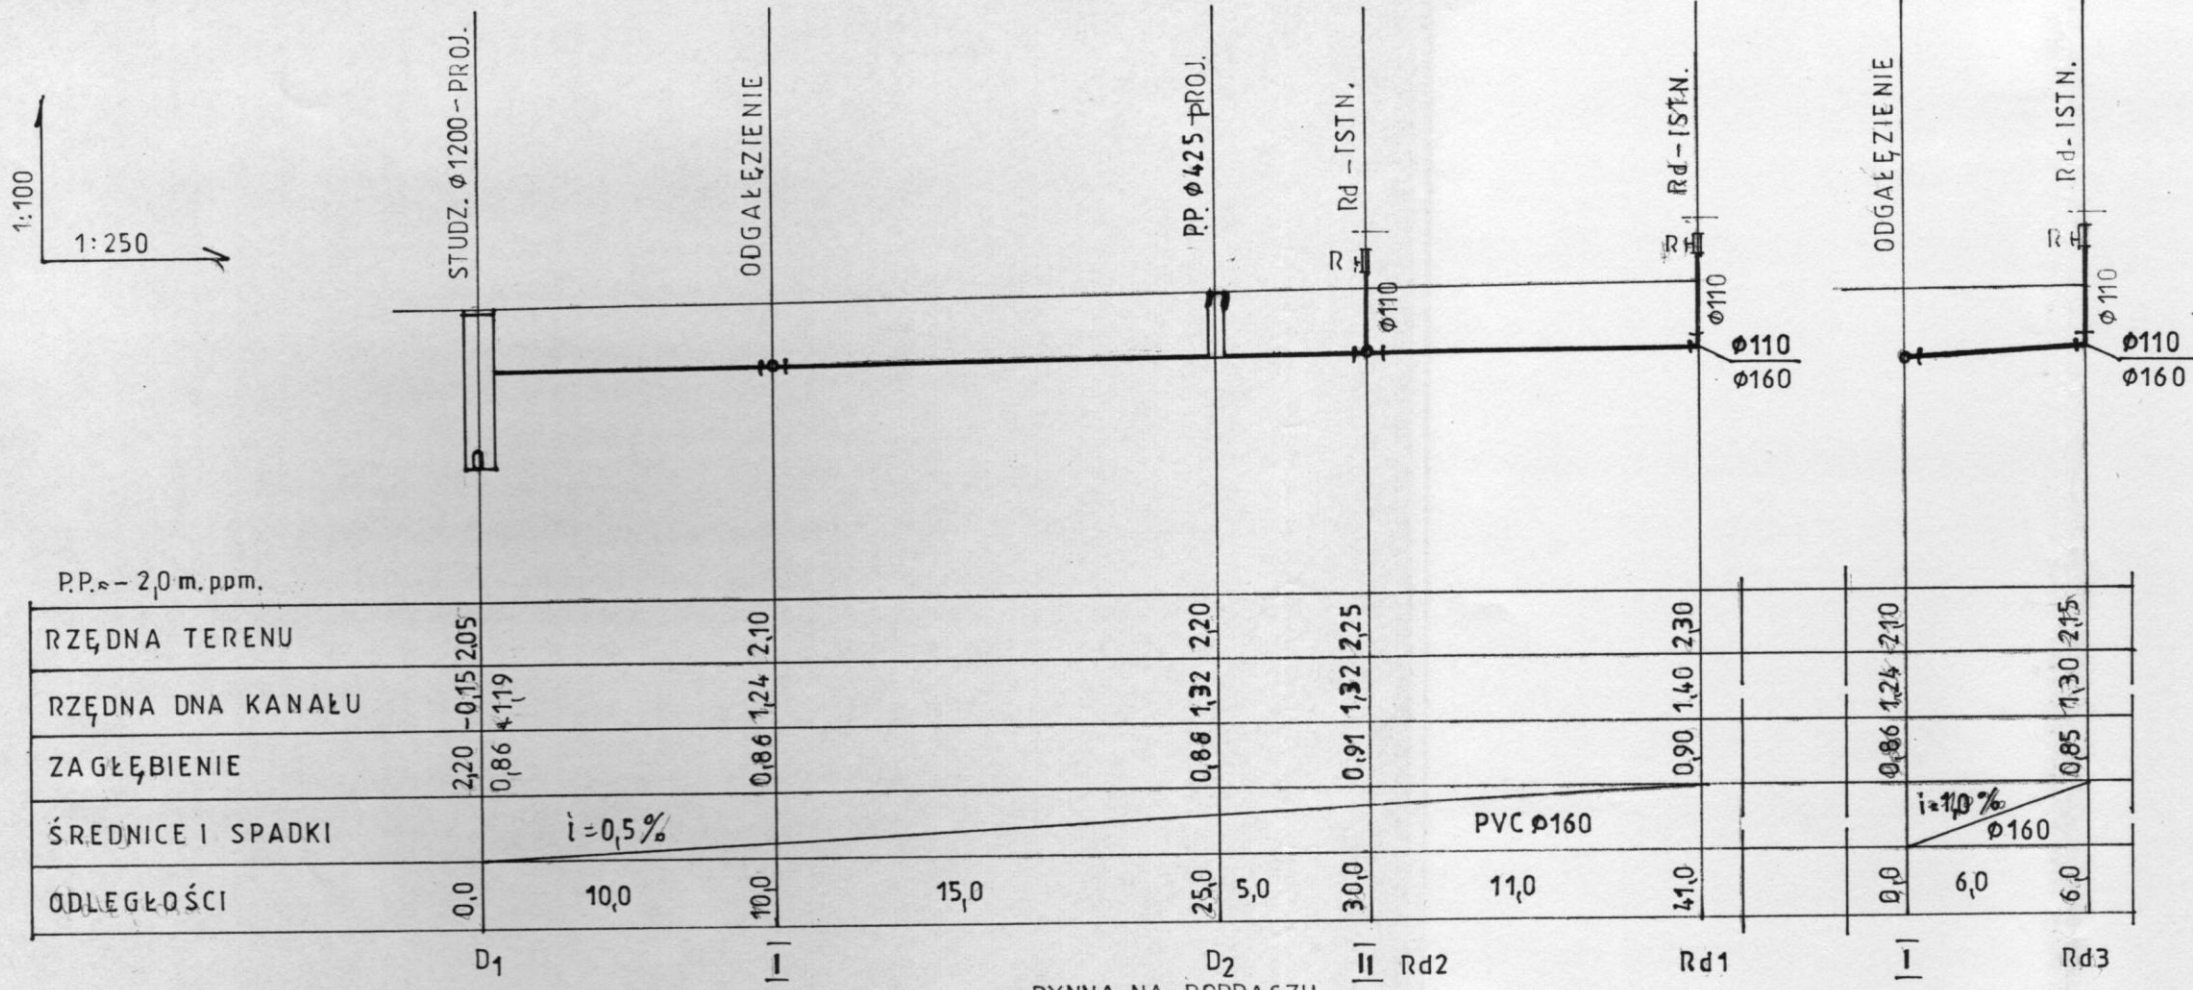 1:100
1:250
STUDZ. ø1200-PROJ.
ODGAŁĘZIENIE
P.P. ø425-PROJ.
Rd-ISTN.
Rd-ISTN.
ODGAŁĘZIENIE
Rd-ISTN.
R
R
R
ø110
ø110
ø110
ø110
ø160
ø110
ø160
P.P.=-2,0 m. ppm.
RZĘDNA TERENU 2,05 2,10 2,20 2,25 2,30 2,10 2,15
RZĘDNA DNA KANAŁU -0,15 +1,19 1,24 1,32 1,32 1,40 1,24 1,30
ZAGŁĘBIENIE 2,20 0,86 0,86 0,88 0,91 0,90 0,86 0,85
ŚREDNICE I SPADKI i=0,5% PVC ø160 i=1,0% ø160
ODLEGŁOŚCI 0,0 10,0 10,0 15,0 25,0 5,0 30,0 11,0 41,0 0,0 6,0 6,0
D1 I D2 II Rd2 Rd1 I Rd3
RYNNA NA PODDASZU